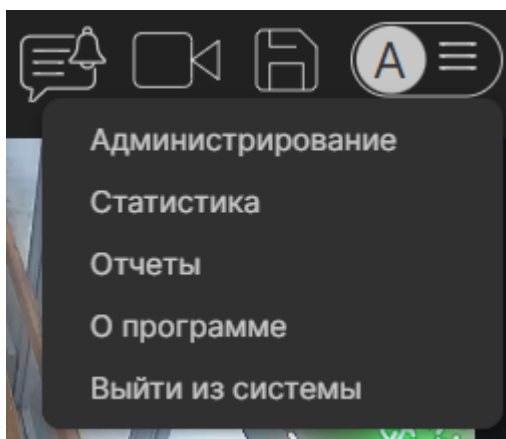 A
Администрирование
Статистика
Отчеты
О программе
Выйти из системы